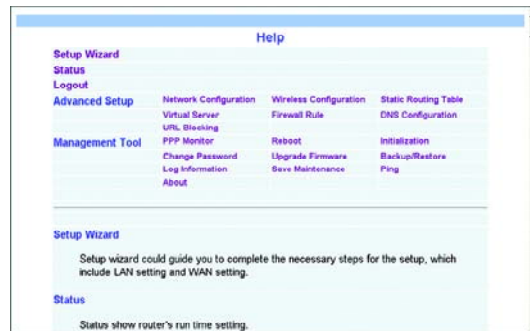 Help
Setup Wizard
Status
Logout
Advanced Setup Network Configuration Wireless Configuration Static Routing Table
Virtual Server Firewall Rule DNS Configuration
URL Blocking
Management Tool PPP Monitor Reboot Initialization
Change Password Upgrade Firmware Backup/Restore
Log Information Save Maintenance Ping
About
Setup Wizard
Setup wizard could guide you to complete the necessary steps for the setup, which
include LAN setting and WAN setting.
Status
Status show router's run time setting.